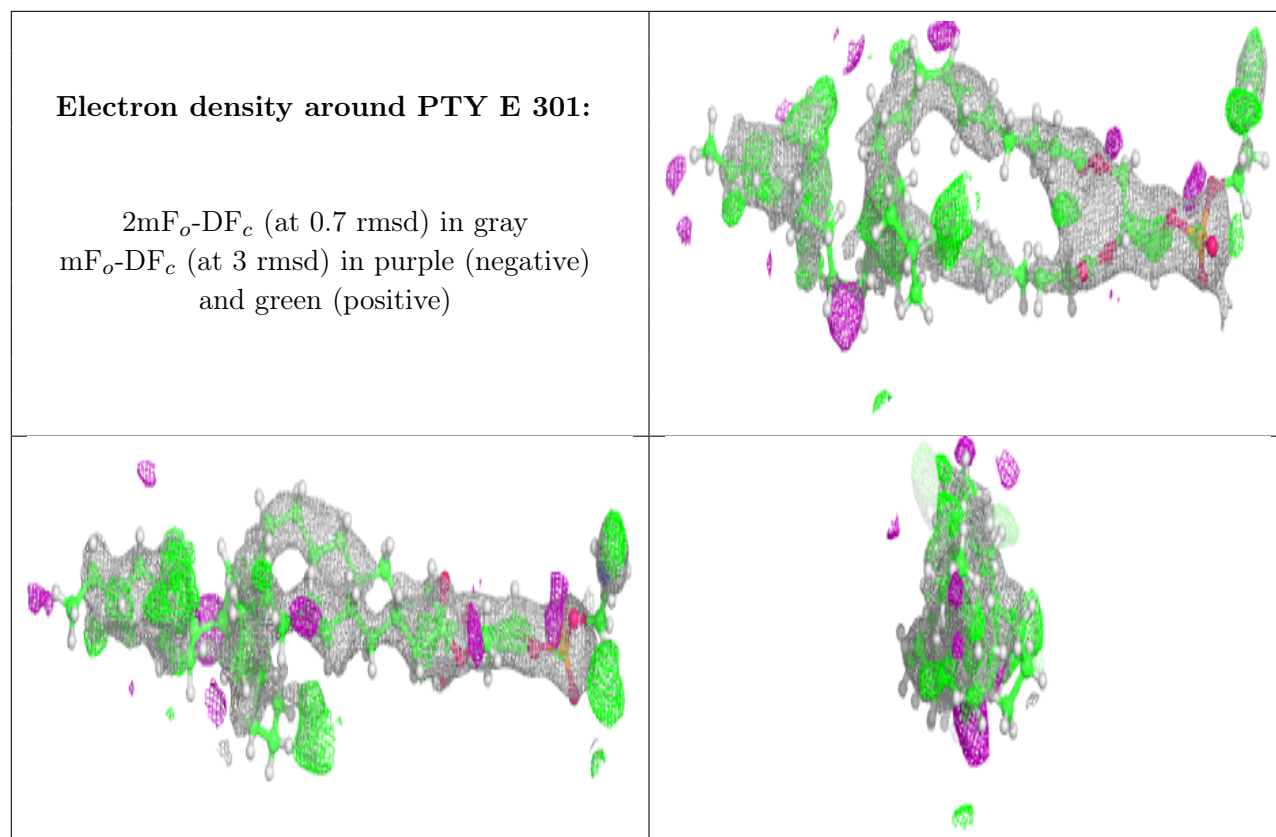 Electron density around PTY E 301:
2mFo-DFc (at 0.7 rmsd) in gray
mFo-DFc (at 3 rmsd) in purple (negative)
and green (positive)